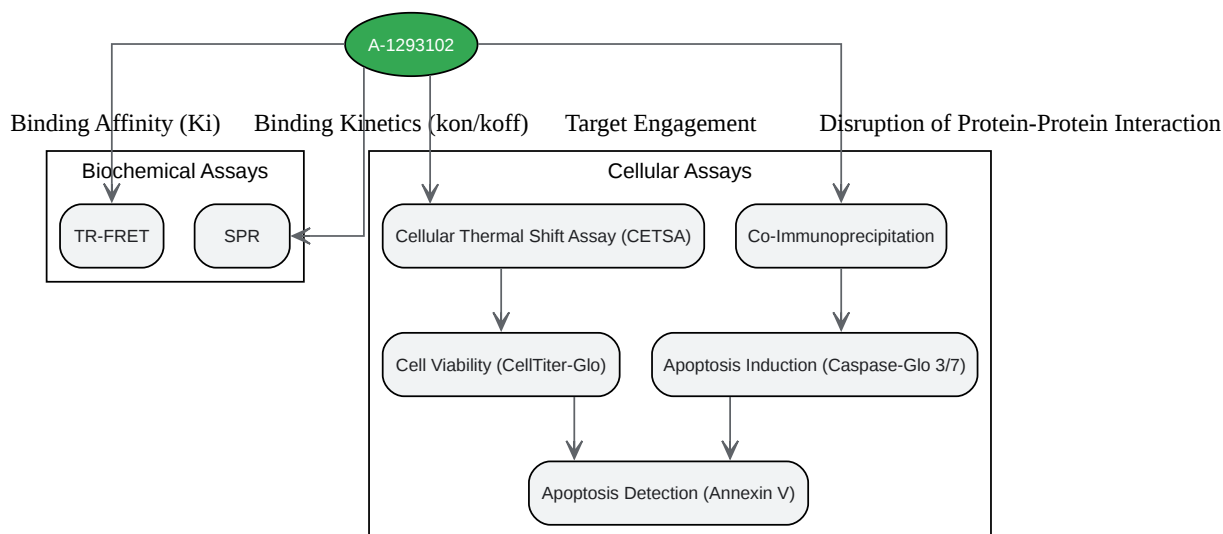 A-1293102
Binding Affinity (Ki)
Binding Kinetics (kon/koff)
Target Engagement
Disruption of Protein-Protein Interaction
Biochemical Assays
Cellular Assays
TR-FRET
SPR
Cellular Thermal Shift Assay (CETSA)
Co-Immunoprecipitation
Cell Viability (CellTiter-Glo)
Apoptosis Induction (Caspase-Glo 3/7)
Apoptosis Detection (Annexin V)